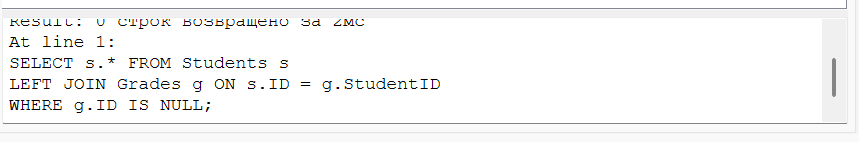 Result: 0 строк возвращено за 2мс
At line 1:
SELECT s.* FROM Students s
LEFT JOIN Grades g ON s.ID = g.StudentID
WHERE g.ID IS NULL;